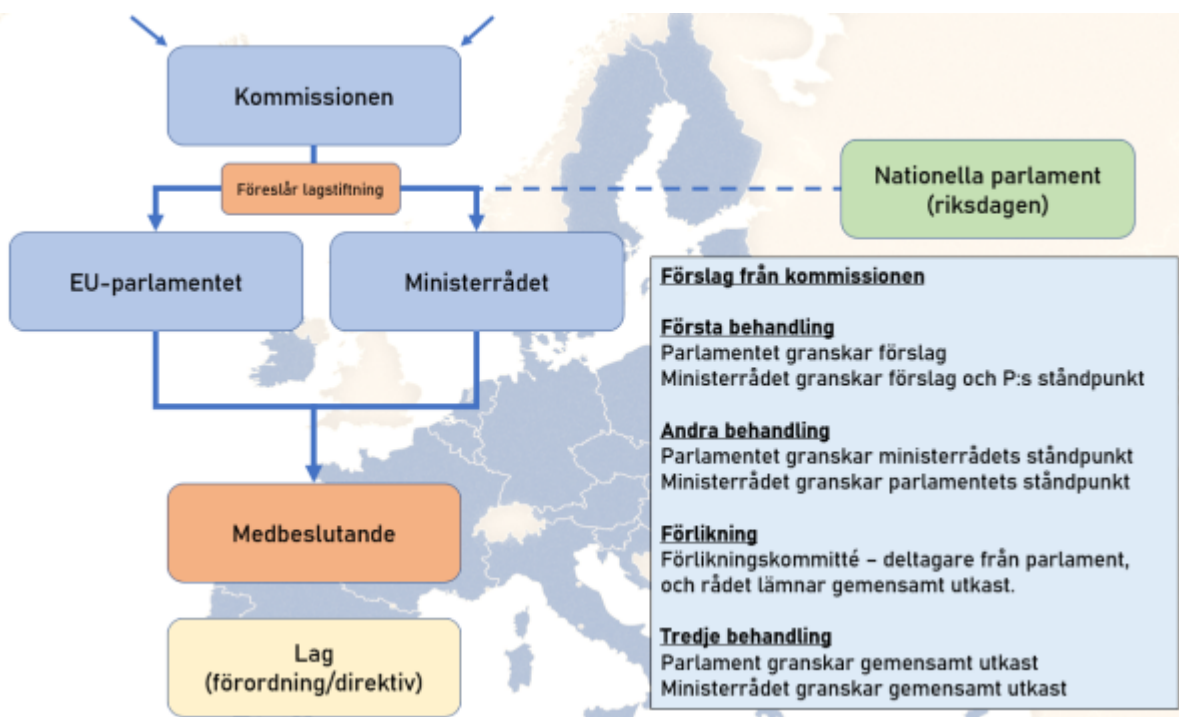 Kommissionen
Föreslår lagstiftning
Nationella parlament
(riksdagen)
EU-parlamentet
Ministerrådet
Medbeslutande
Lag
(förordning/direktiv)
Förslag från kommissionen
Första behandling
Parlamentet granskar förslag
Ministerrådet granskar förslag och P:s ståndpunkt
Andra behandling
Parlamentet granskar ministerrådets ståndpunkt
Ministerrådet granskar parlamentets ståndpunkt
Förlikning
Förlikningskommitté – deltagare från parlament,
och rådet lämnar gemensamt utkast.
Tredje behandling
Parlament granskar gemensamt utkast
Ministerrådet granskar gemensamt utkast